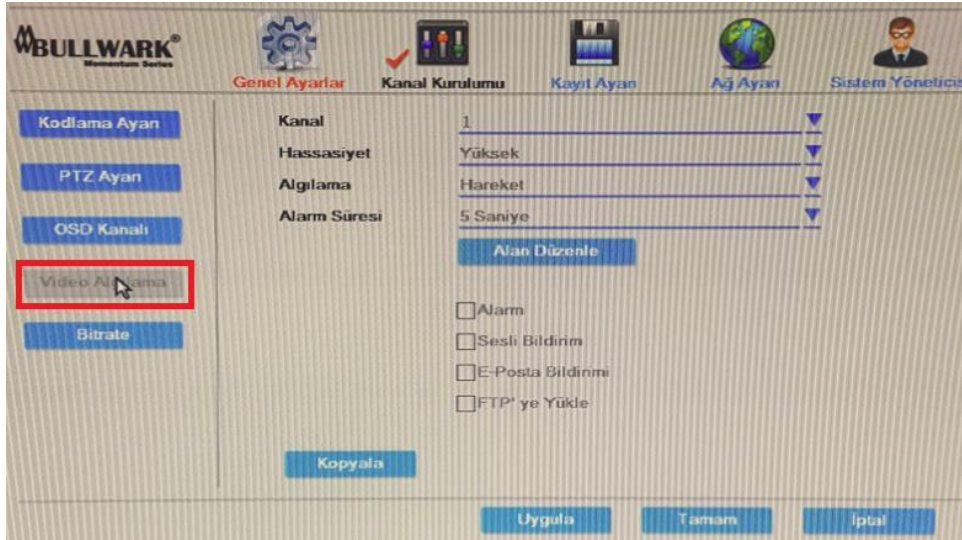 BULLWARK®
Momentum Series
Genel Ayarlar
Kanal Kurulumu
Kayıt Ayarı
Ağ Ayarı
Sistem
Kodlama Ayarı
PTZ Ayarı
OSD Kanalı
Video
Bitrate
Kanal 1
Hassasiyet Yüksek
Algılama Hareket
Alarm Süresi 5 Saniye
Alan Düzenle
Alarm
Sesli Bildirim
E-Posta Bildirimi
FTP' ye Yükle
Kopyala
Uygula
Tamam
İptal